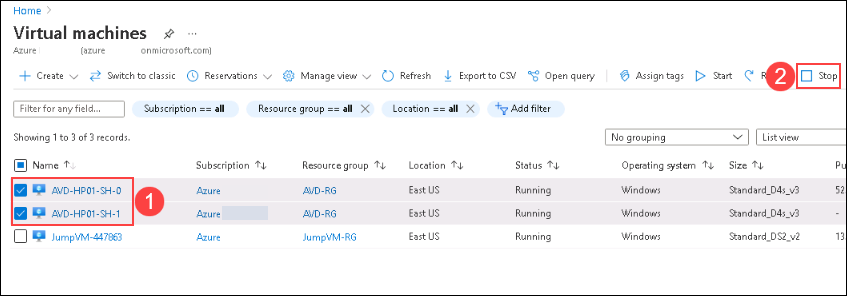 Home
Virtual machines
Azure (azure onmicrosoft.com)
Create Switch to classic Reservations Manage view Refresh Export to CSV Open query Assign tags Start 2 Stop
Filter for any field... Subscription == all Resource group == all Location == all Add filter
Showing 1 to 3 of 3 records. No grouping List view
Name Subscription Resource group Location Status Operating system Size Pu
AVD-HP01-SH-0 Azure AVD-RG East US Running Windows Standard_D4s_v3 52
1
AVD-HP01-SH-1 Azure AVD-RG East US Running Windows Standard_D4s_v3 -
JumpVM-447863 Azure JumpVM-RG East US Running Windows Standard_DS2_v2 13